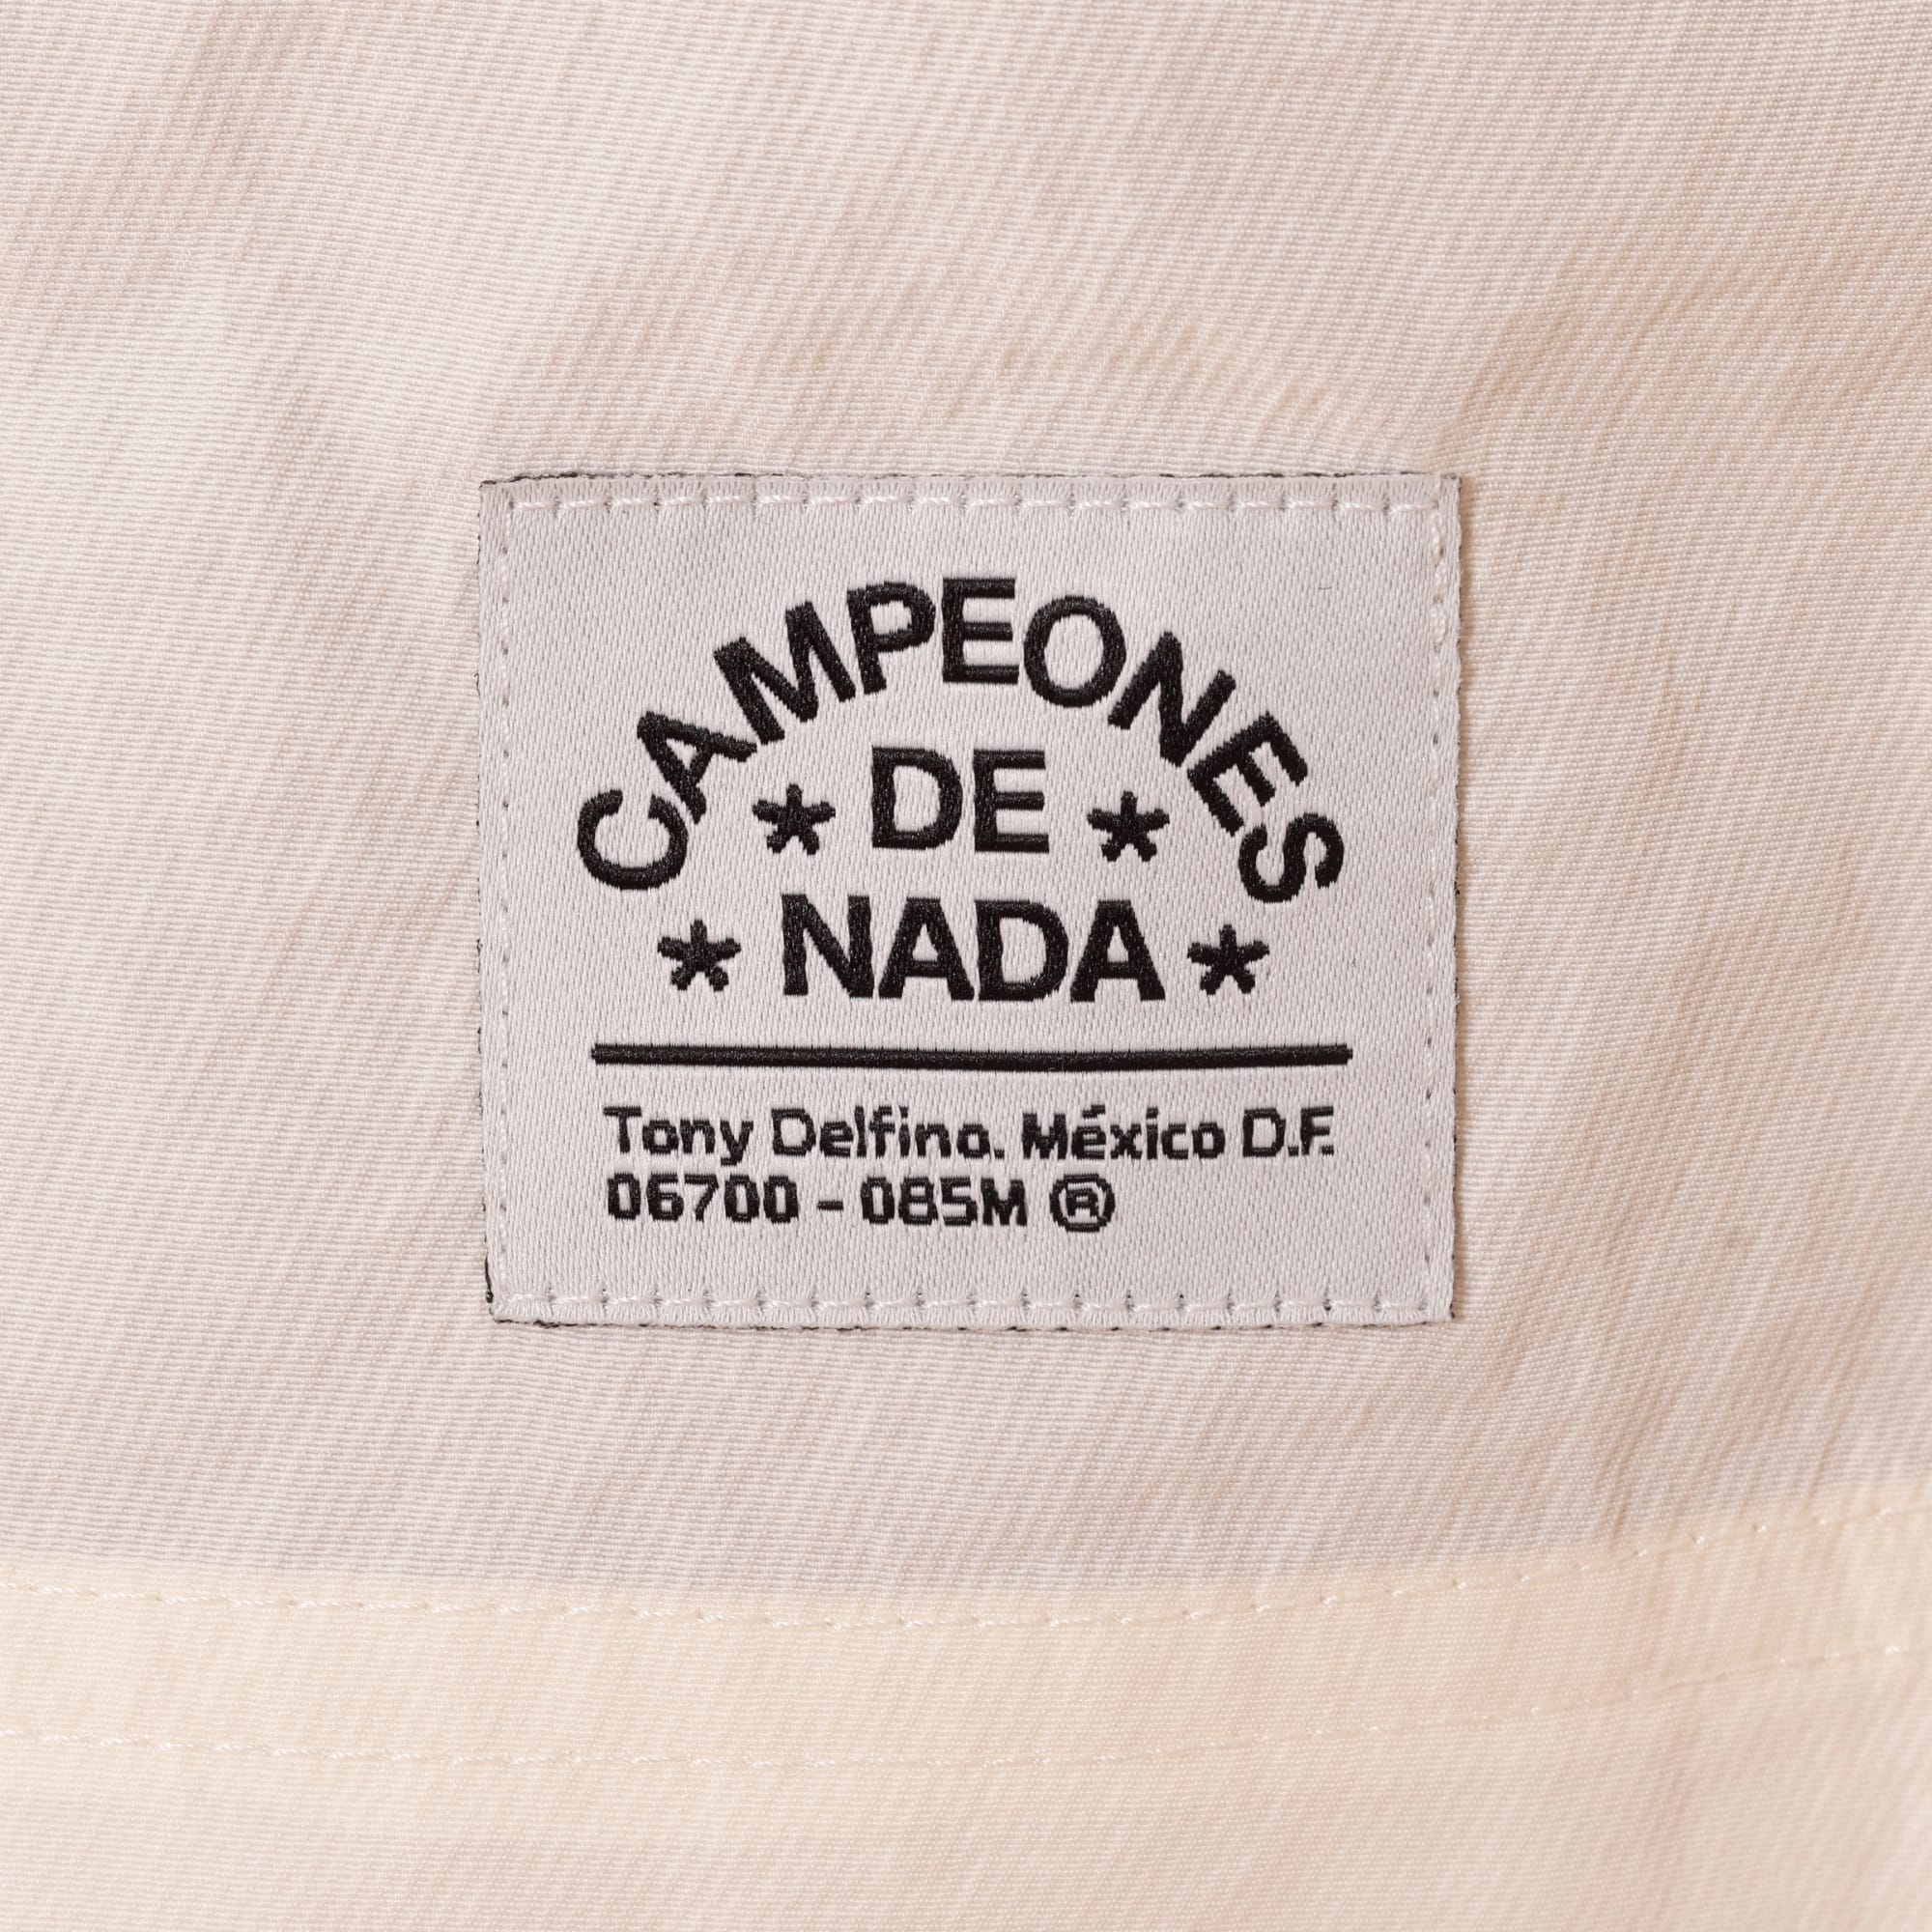 CAMPEONES
* DE *
* NADA *
Tony Delfino. México D.F.
06700 - 085M ®